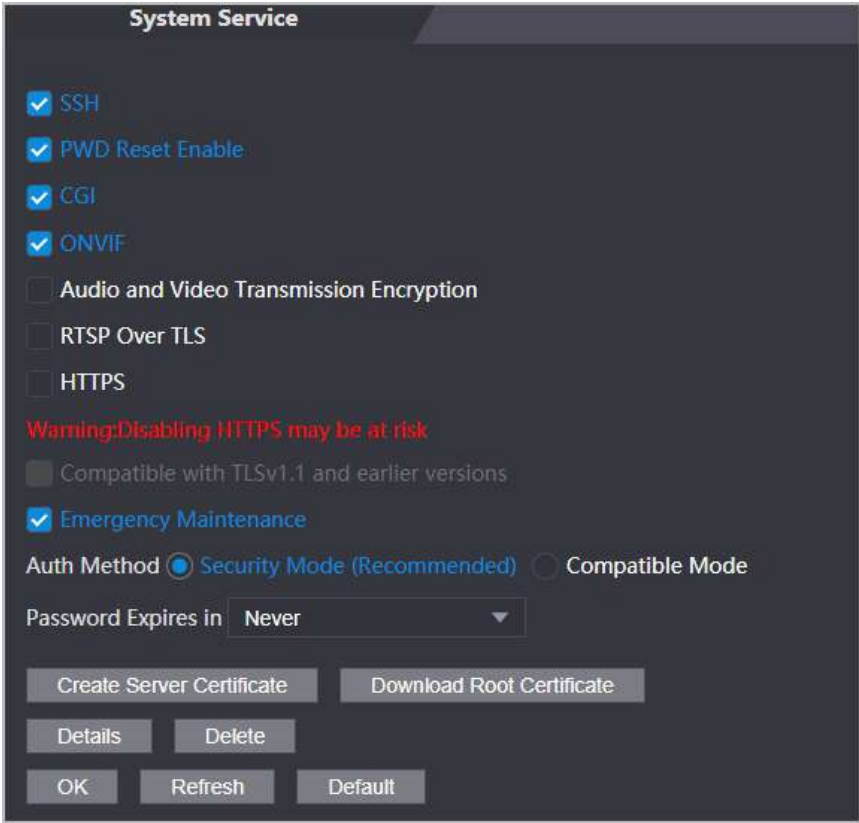 System Service
SSH
PWD Reset Enable
CGI
ONVIF
Audio and Video Transmission Encryption
RTSP Over TLS
HTTPS
Warning:Disabling HTTPS may be at risk
Compatible with TLSv1.1 and earlier versions
Emergency Maintenance
Auth Method Security Mode (Recommended) Compatible Mode
Password Expires in Never
Create Server Certificate Download Root Certificate
Details Delete
OK Refresh Default